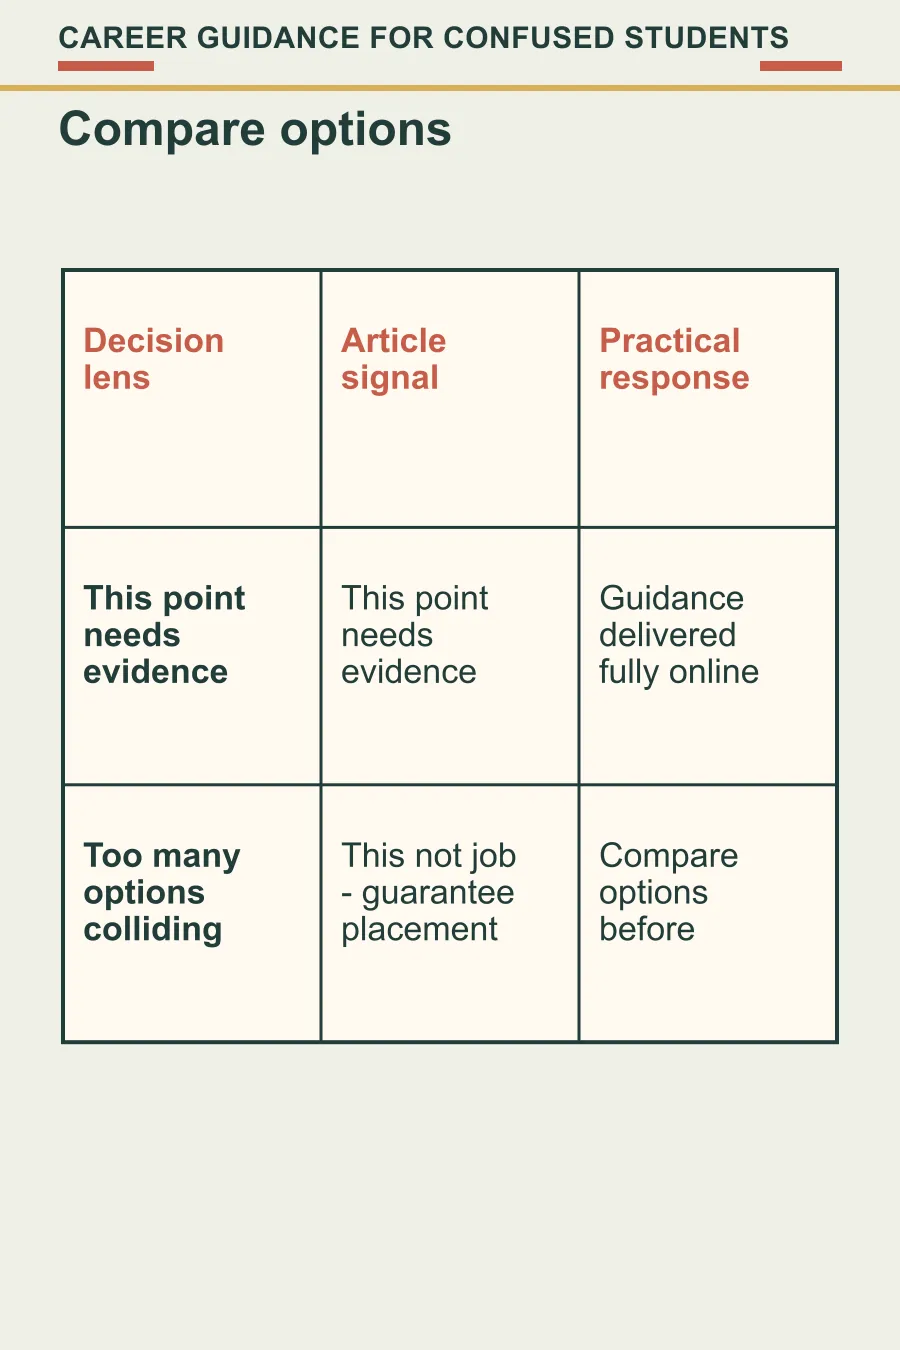 CAREER GUIDANCE FOR CONFUSED STUDENTS
Compare options
Decision
lens
Article
signal
Practical
response
This point
needs
evidence
This point
needs
evidence
Guidance
delivered
fully online
Too many
options
colliding
This not job
- guarantee
placement
Compare
options
before